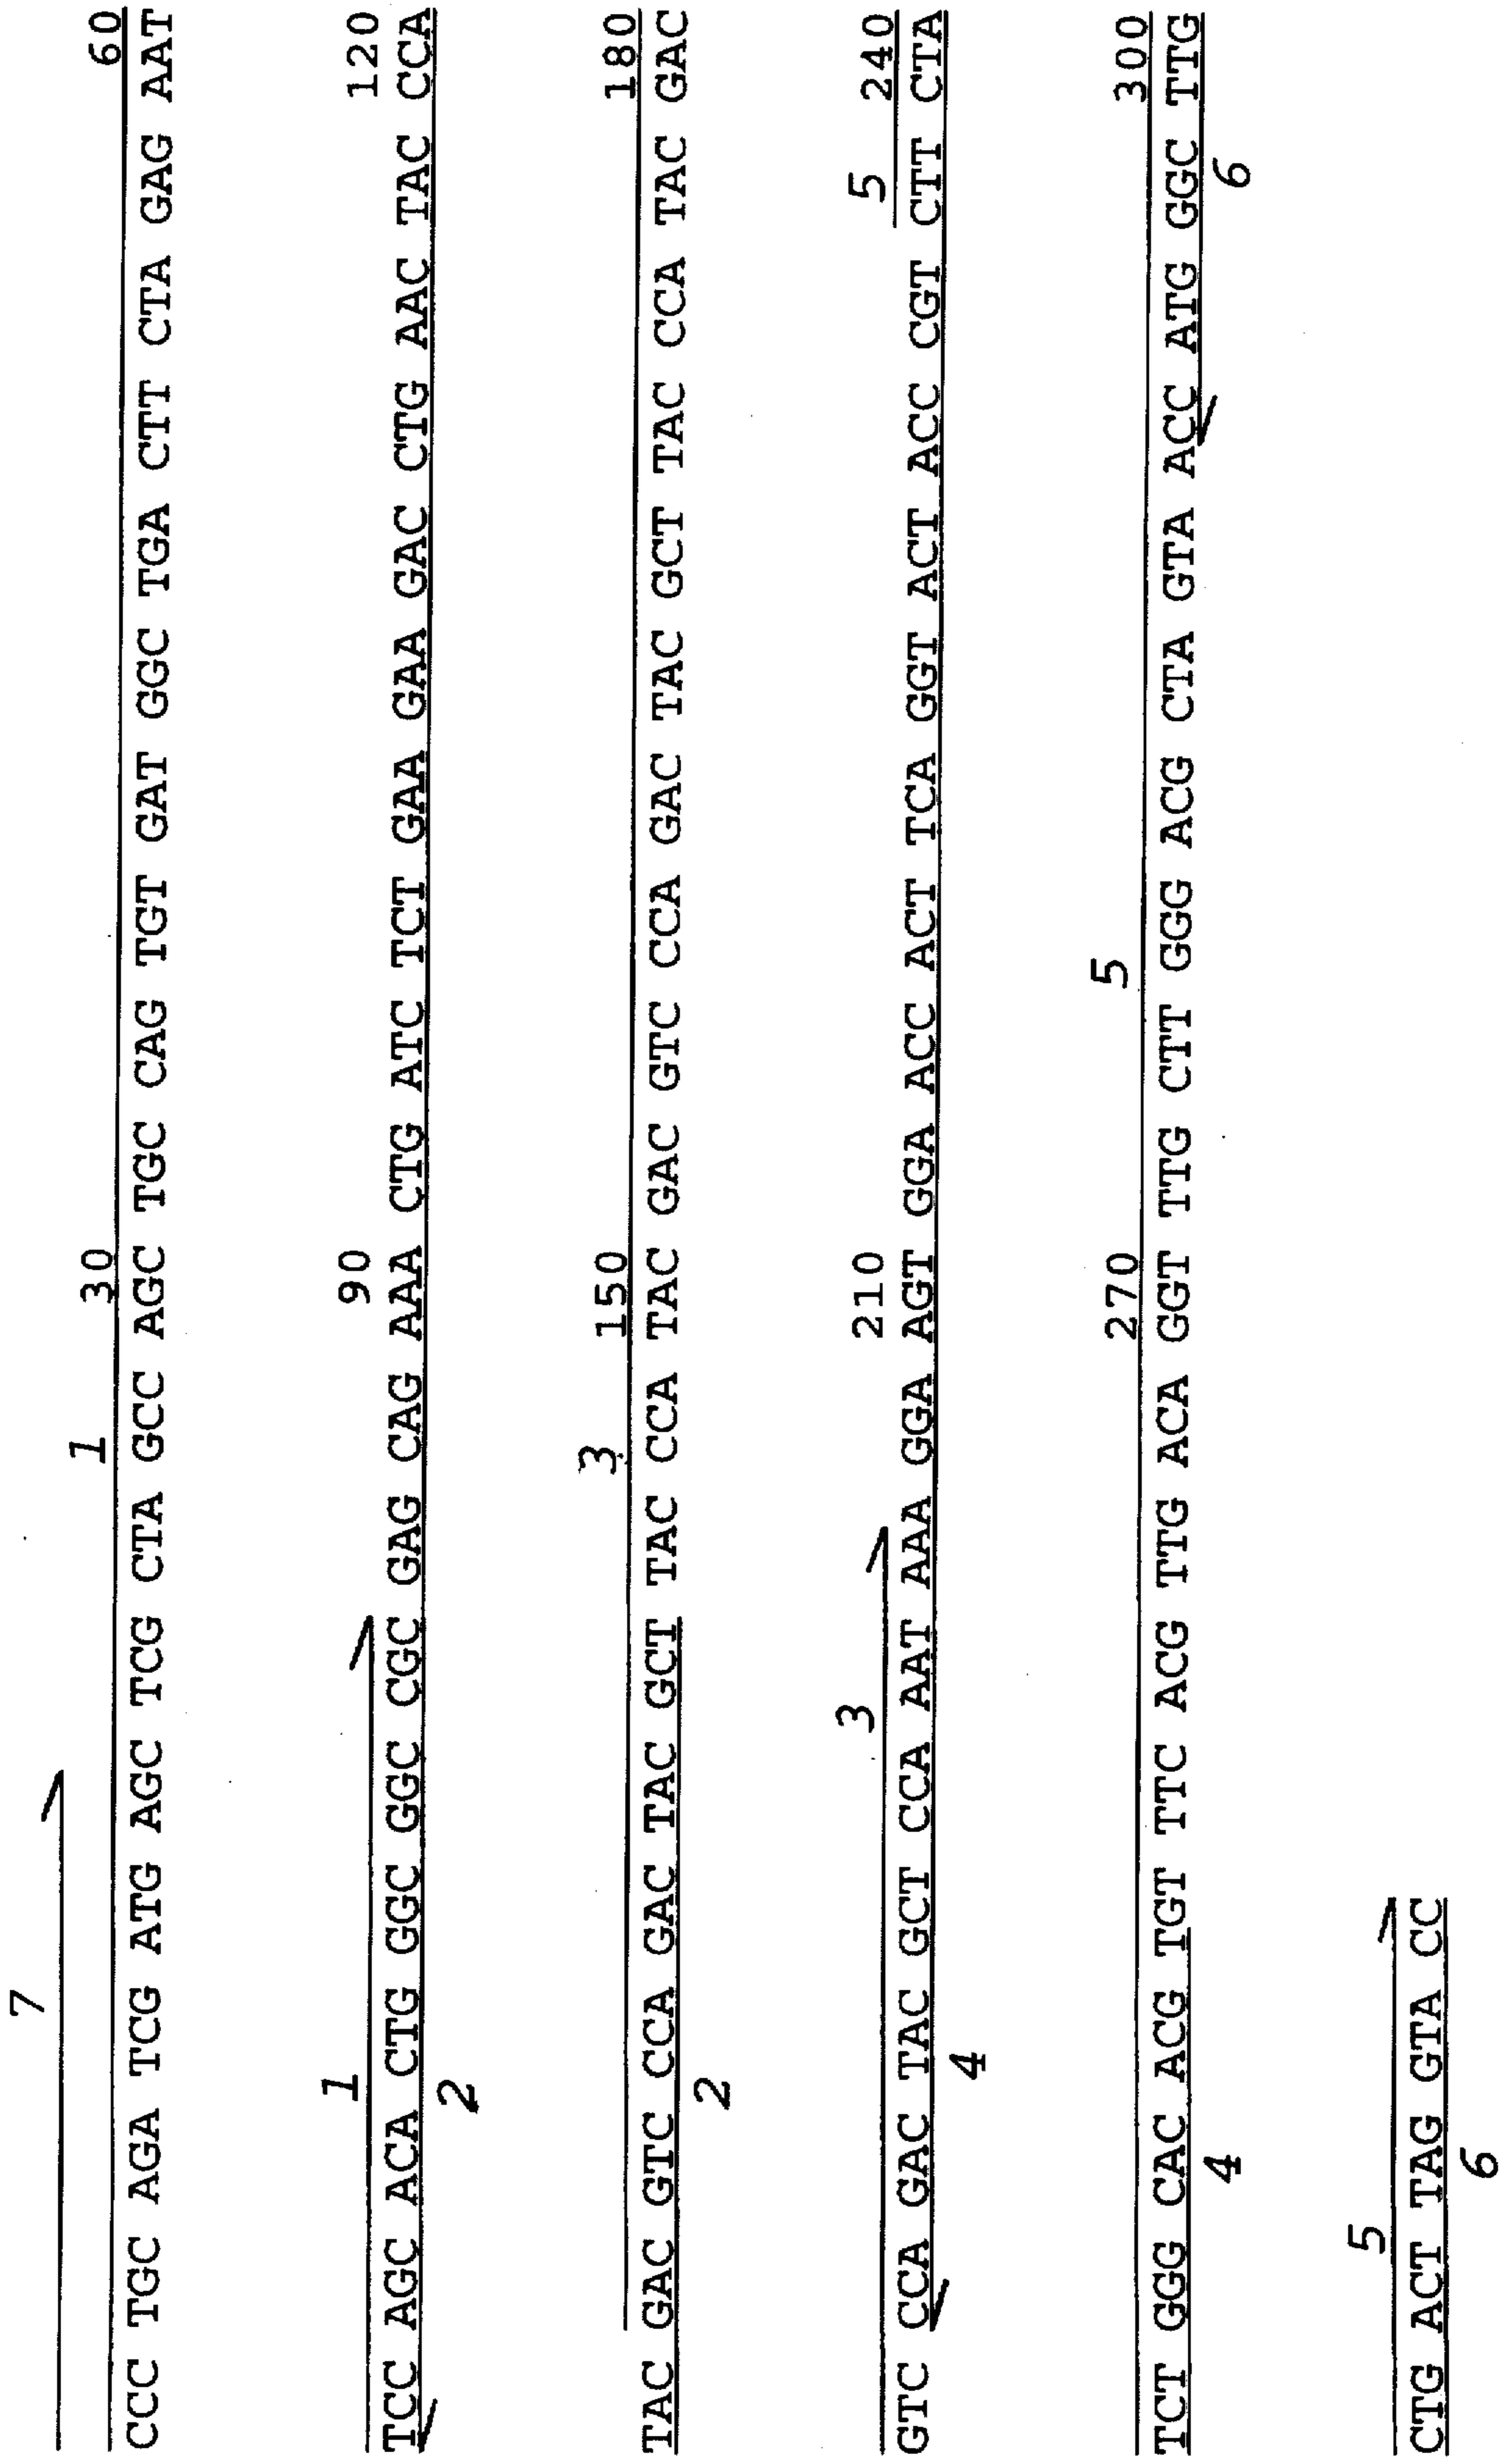 7
1 30 60
CCC TGC AGA TCG ATG AGC TCG CTA GCC AGC TGC CAG TGT GAT GGC TGA CTT CTA GAG AAT
1 90 120
TCC AGC ACA CTG GGC GGC CGC GAG CAG AAA CTG ATC TCT GAA GAA GAC CTG AAC TAC CCA
2
3 150 180
TAC GAC GTC CCA GAC TAC GCT TAC CCA TAC GAC GTC CCA GAC TAC GCT TAC CCA TAC GAC
2
3 210 5 240
GTC CCA GAC TAC GCT CCA AAT AAA GGA AGT GGA ACC ACT TCA GGT ACT ACC CGT CTT CTA
4
270 5 300
TCT GGG CAC ACG TGT TTC ACG TTG ACA GGT TTG CTT GGG ACG CTA GTA ACC ATG GGC TTG
4 6
5
CTG ACT TAG GTA CC
6